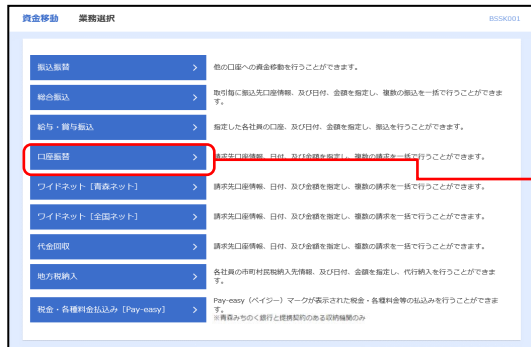 資金移動 業務選択 BSSK001
振込振替 > 他の口座への資金移動を行うことができます。
総合振込 > 取引毎に振込先口座情報、及び日付、金額を指定し、複数の振込を一括で行うことができま
す。
給与・賞与振込 > 指定した各社員の口座、及び日付、金額を指定し、振込を行うことができます。
口座振替 > 請求先口座情報、日付、及び金額を指定し、複数の請求を一括で行うことができます。
ワイドネット [青森ネット] > 請求先口座情報、日付、及び金額を指定し、複数の請求を一括で行うことができます。
ワイドネット [全国ネット] > 請求先口座情報、日付、及び金額を指定し、複数の請求を一括で行うことができます。
代金回収 > 請求先口座情報、日付、及び金額を指定し、複数の請求を一括で行うことができます。
地方税納入 > 各社員の市町村民税納入先情報、及び日付、金額を指定し、代行納入を行うことができま
す。
税金・各種料金払込み [Pay-easy] > Pay-easy(ペイジー)マークが表示された税金・各種料金等の払込みを行うことができま
す。
※青森みちのく銀行と提携契約のある収納機関のみ